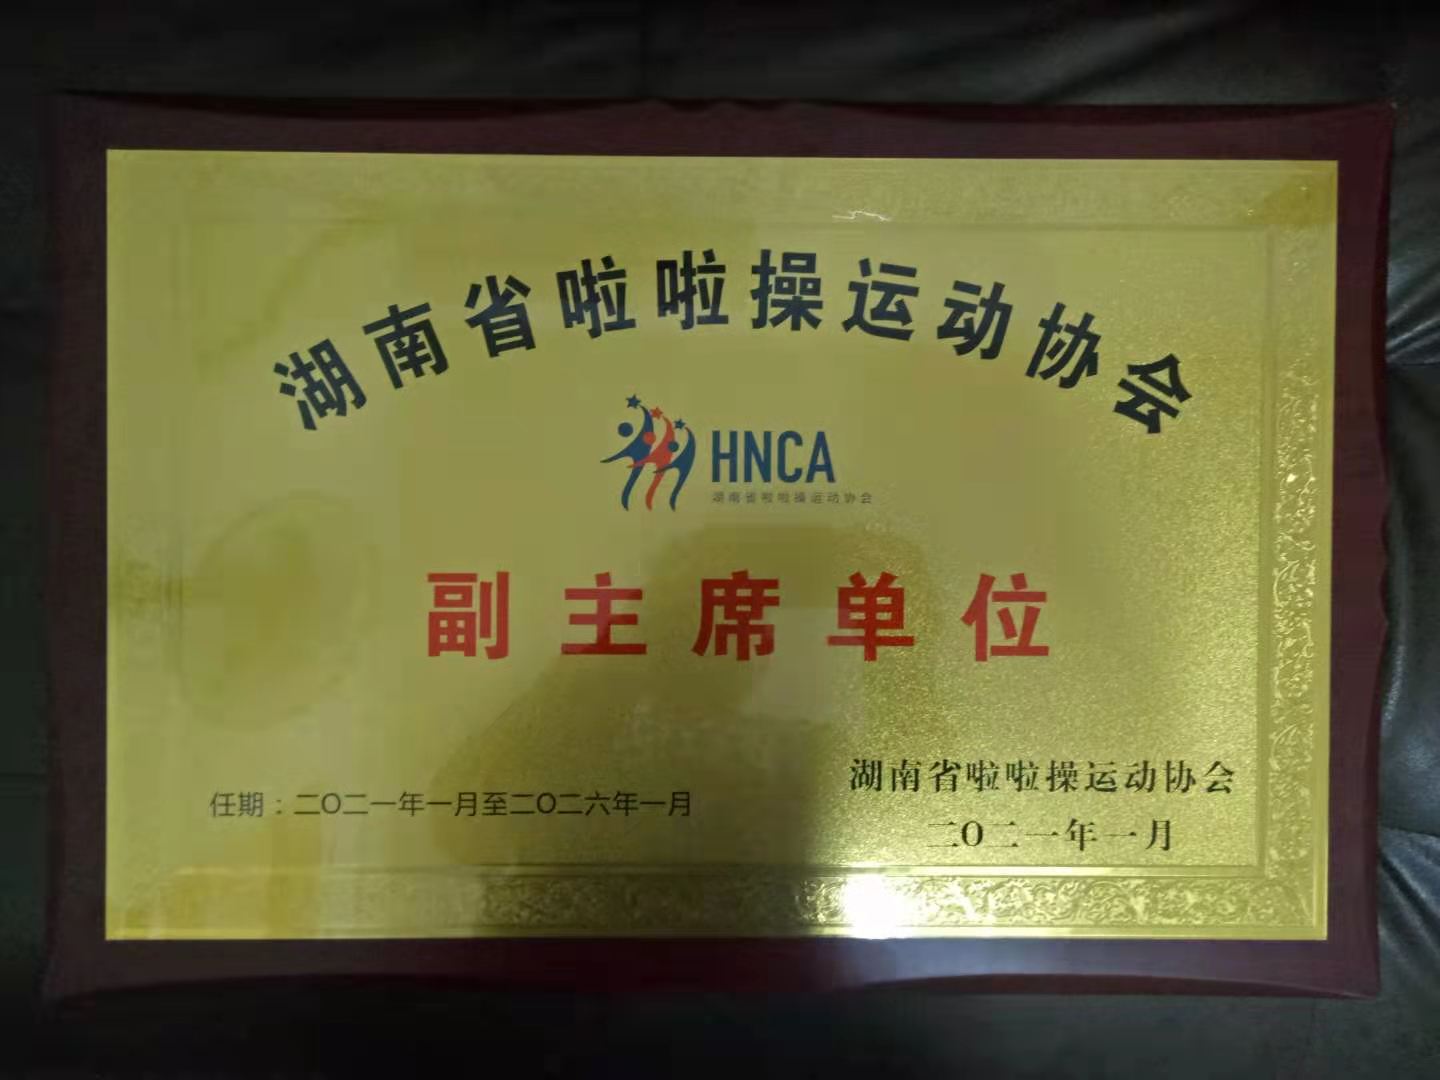 湖南省啦啦操运动协会
HNCA
湖南省啦啦操运动协会
副主席单位
任期：二〇二一年一月至二〇二六年一月
湖南省啦啦操运动协会
二〇二一年一月